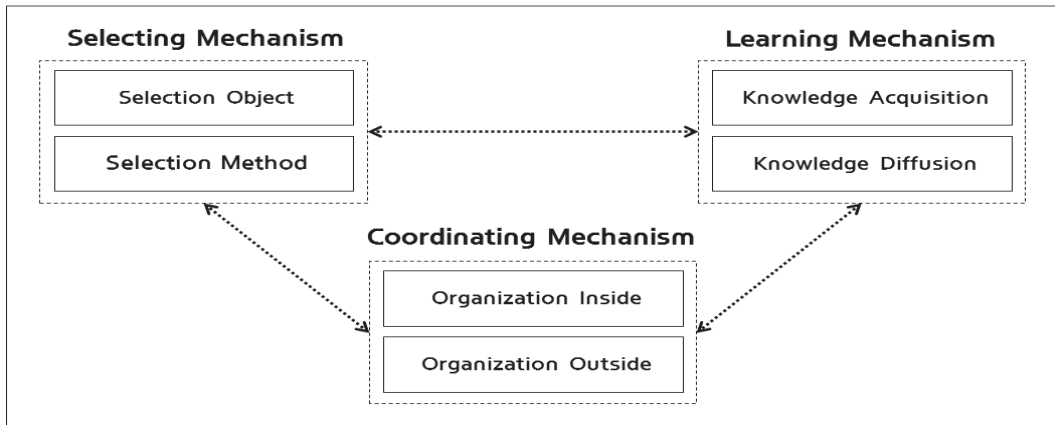 Selecting Mechanism
Selection Object
Selection Method
Learning Mechanism
Knowledge Acquisition
Knowledge Diffusion
Coordinating Mechanism
Organization Inside
Organization Outside